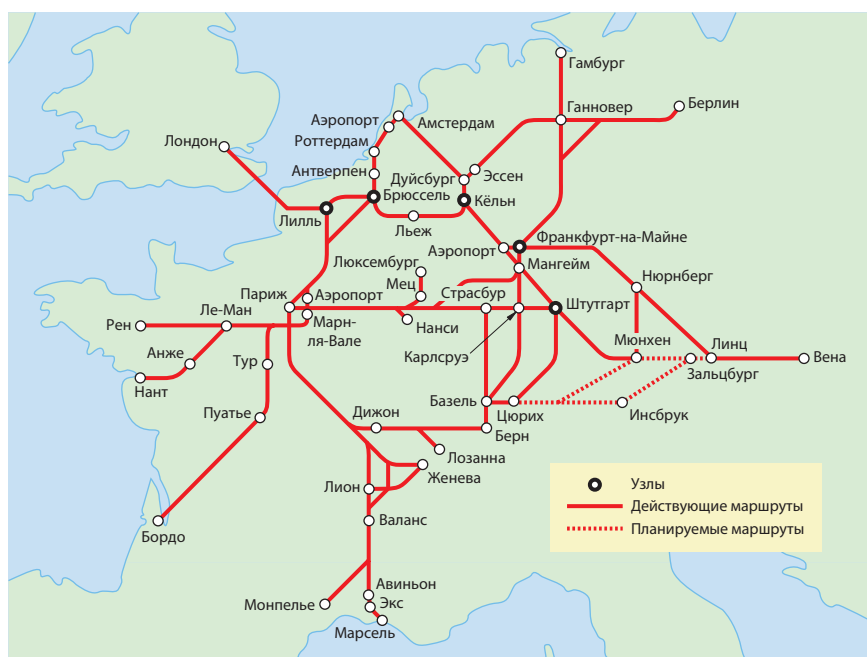 Гамбург
Ганновер
Берлин
Аэропорт
Амстердам
Роттердам
Лондон
Антверпен
Дуйсбург
Эссен
Брюссель
Кёльн
Лилль
Льеж
Аэропорт
Франкфурт-на-Майне
Люксембург
Мангейм
Нюрнберг
Мец
Страсбур
Париж
Аэропорт
Штутгарт
Ле-Ман
Рен
Марн-
ля-Вале
Нанси
Карлсруэ
Мюнхен
Линц
Анже
Тур
Зальцбург
Вена
Нант
Базель
Цюрих
Инсбрук
Пуатье
Дижон
Берн
Лозанна
Женева
Лион
Бордо
Валанс
Авиньон
Монпелье
Экс
Марсель
Узлы
Действующие маршруты
Планируемые маршруты